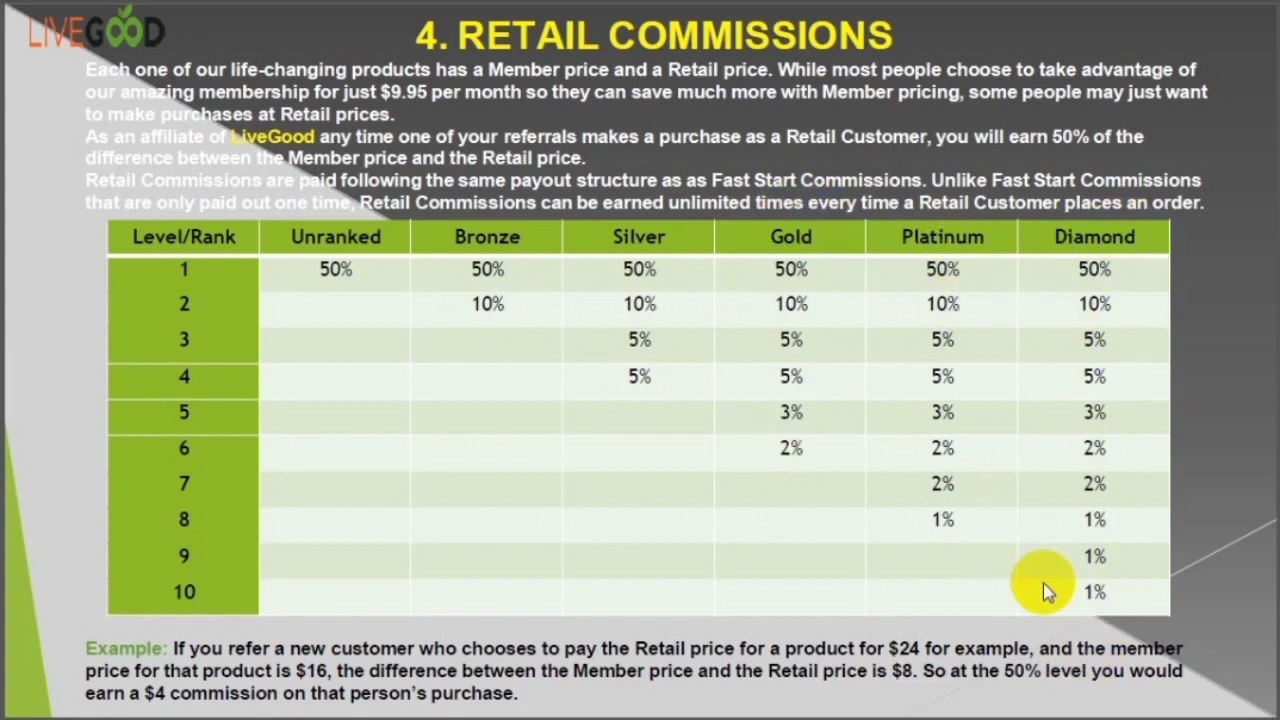 LIVEGOOD
4. RETAIL COMMISSIONS
Each one of our life-changing products has a Member price and a Retail price. While most people choose to take advantage of
our amazing membership for just $9.95 per month so they can save much more with Member pricing, some people may just want
to make purchases at Retail prices.
As an affiliate of LiveGood any time one of your referrals makes a purchase as a Retail Customer, you will earn 50% of the
difference between the Member price and the Retail price.
Retail Commissions are paid following the same payout structure as as Fast Start Commissions. Unlike Fast Start Commissions
that are only paid out one time, Retail Commissions can be earned unlimited times every time a Retail Customer places an order.
Level/Rank Unranked Bronze Silver Gold Platinum Diamond
1 50% 50% 50% 50% 50% 50%
2 10% 10% 10% 10% 10%
3 5% 5% 5% 5%
4 5% 5% 5% 5%
5 3% 3% 3%
6 2% 2% 2%
7 2% 2%
8 1% 1%
9 1%
10 1%
Example: If you refer a new customer who chooses to pay the Retail price for a product for $24 for example, and the member
price for that product is $16, the difference between the Member price and the Retail price is $8. So at the 50% level you would
earn a $4 commission on that person's purchase.